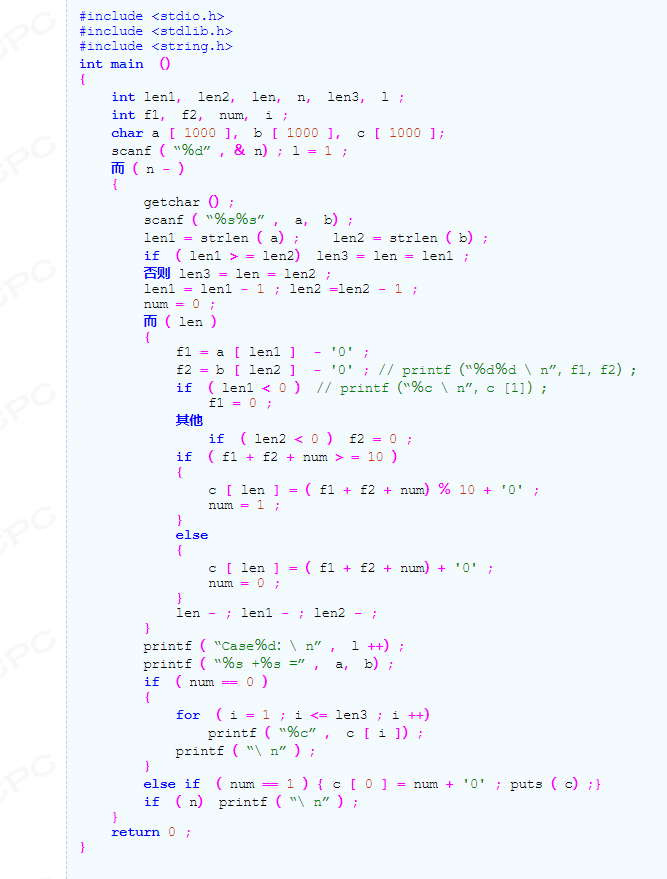 #include <stdio.h>
#include <stdlib.h>
#include <string.h>
int main ()
{
int len1, len2, len, n, len3, l ;
int f1, f2, num, i ;
char a [ 1000 ], b [ 1000 ], c [ 1000 ];
scanf ( “%d” , & n) ; l = 1 ;
而 ( n - )
{
getchar () ;
scanf ( “%s%s” , a, b) ;
len1 = strlen ( a) ; len2 = strlen ( b) ;
if ( len1 > = len2) len3 = len = len1 ;
否则 len3 = len = len2 ;
len1 = len1 - 1 ; len2 =len2 - 1 ;
num = 0 ;
而 ( len )
{
f1 = a [ len1 ] - '0' ;
f2 = b [ len2 ] - '0' ; // printf (“%d%d \ n”, f1, f2) ;
if ( len1 < 0 ) // printf (“%c \ n”, c [1]) ;
f1 = 0 ;
其他
if ( len2 < 0 ) f2 = 0 ;
if ( f1 + f2 + num > = 10 )
{
c [ len ] = ( f1 + f2 + num) % 10 + '0' ;
num = 1 ;
}
else
{
c [ len ] = ( f1 + f2 + num) + '0' ;
num = 0 ;
}
len - ; len1 - ; len2 - ;
}
printf ( “Case%d: \ n” , l ++) ;
printf ( “%s +%s =” , a, b) ;
if ( num == 0 )
{
for ( i = 1 ; i <= len3 ; i ++)
printf ( “%c” , c [ i ]) ;
printf ( “\ n” ) ;
}
else if ( num == 1 ) { c [ 0 ] = num + '0' ; puts ( c) ;}
if ( n) printf ( “\ n” ) ;
}
return 0 ;
}